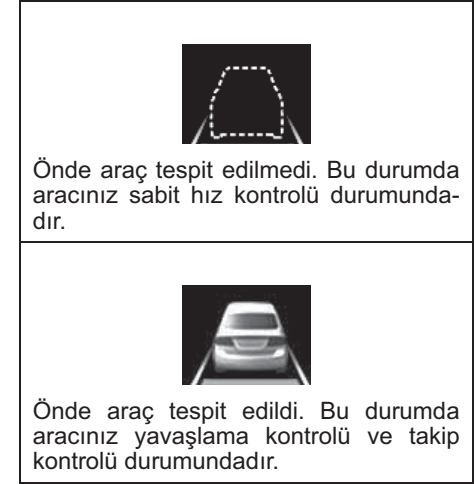 Önde araç tespit edilmedi. Bu durumda
aracınız sabit hız kontrolü durumunda-
dır.
Önde araç tespit edildi. Bu durumda
aracınız yavaşlama kontrolü ve takip
kontrolü durumundadır.